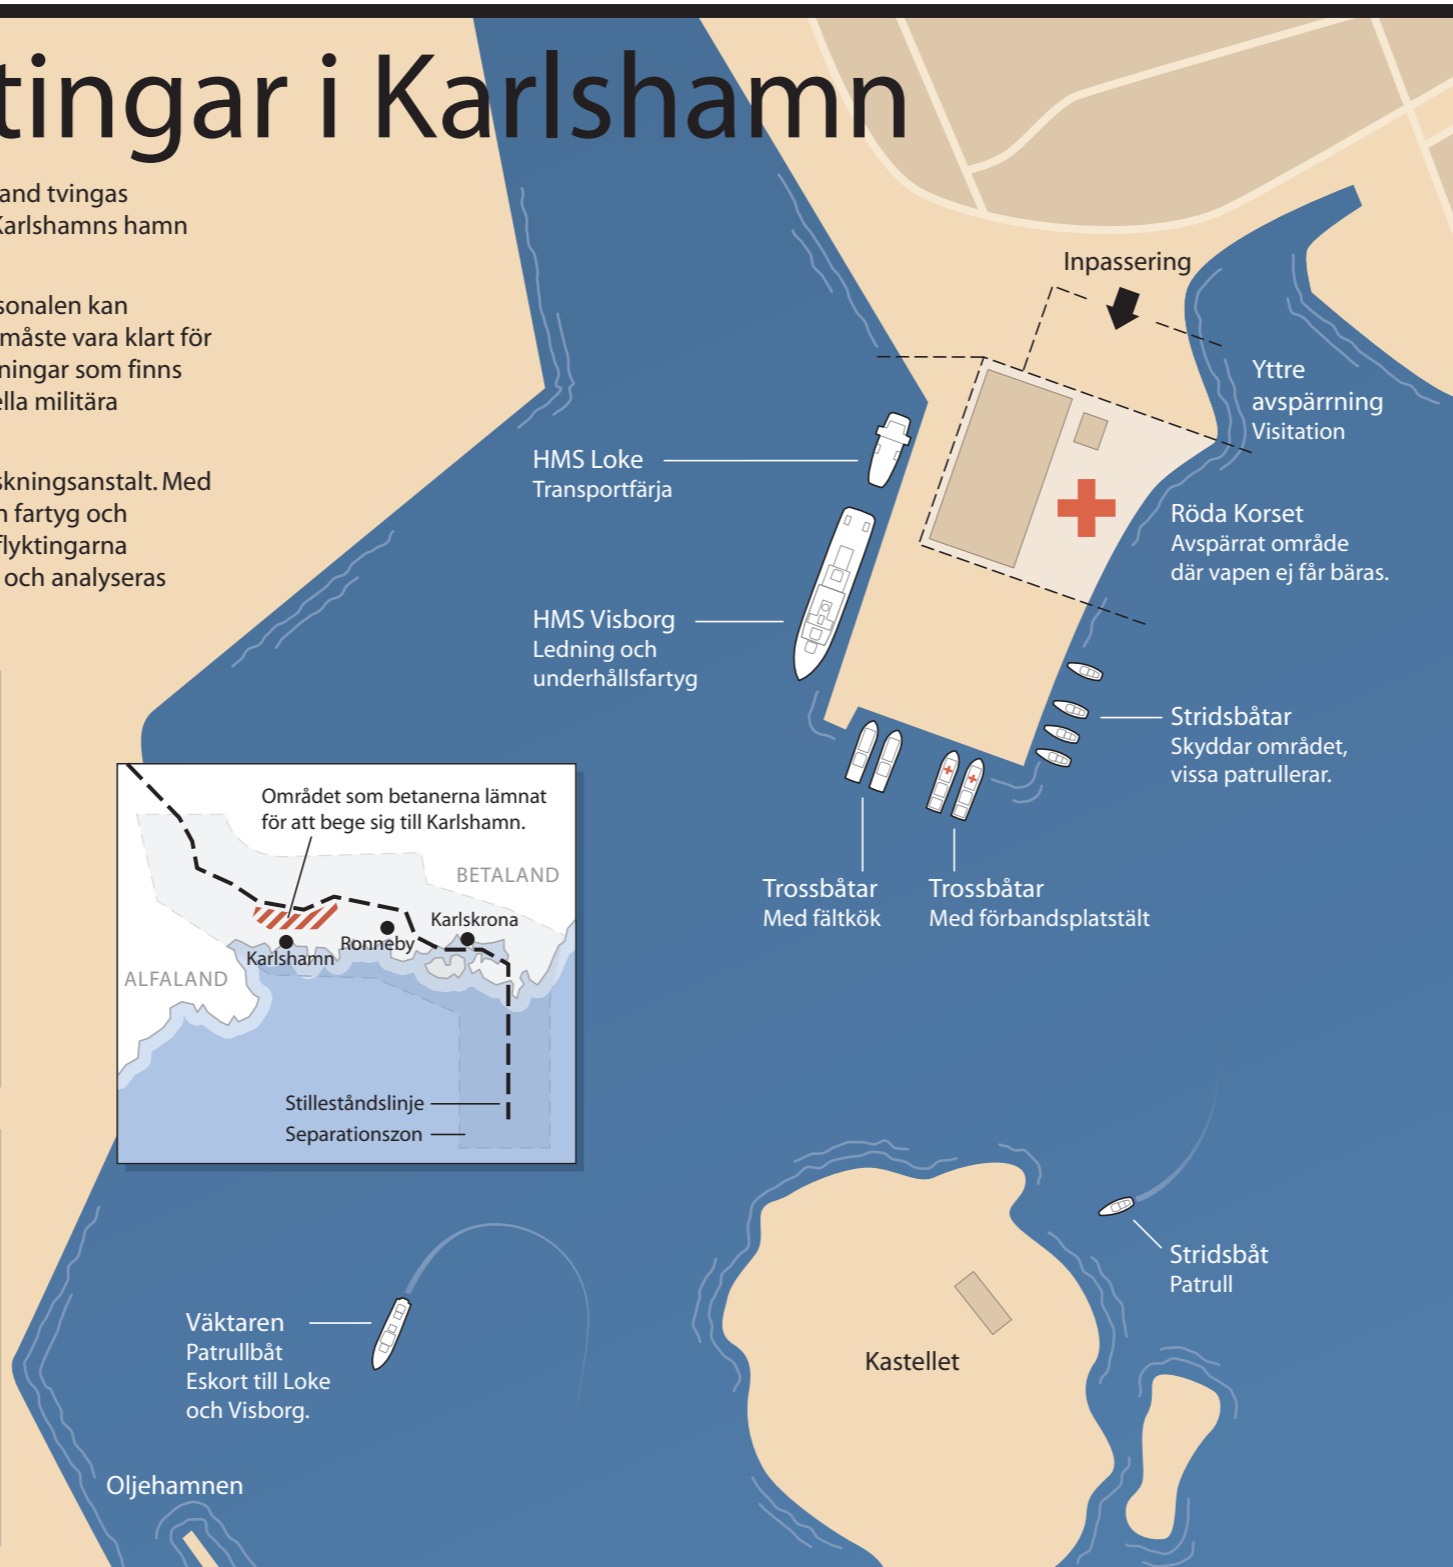 tingar i Karlshamn
and tvingas
Karlshamns hamn
sonalen kan
måste vara klart för
ningar som finns
ella militära
skningsanstalt. Med
n fartyg och
flyktingarna
och analyseras
Inpassering
Yttre
avspärrning
Visitation
HMS Loke
Transportfärja
Röda Korset
Avspärrat område
där vapen ej får bäras.
HMS Visborg
Ledning och
underhållsfartyg
Stridsbåtar
Skyddar området,
vissa patrullerar.
Trossbåtar
Med fältkök
Trossbåtar
Med förbandsplatstält
Området som betanerna lämnat
för att bege sig till Karlshamn.
BETALAND
Karlskrona
Ronneby
Karlshamn
ALFALAND
Stilleståndslinje
Separationszon
Stridsbåt
Patrull
Väktaren
Patrullbåt
Eskort till Loke
och Visborg.
Kastellet
Oljehamnen